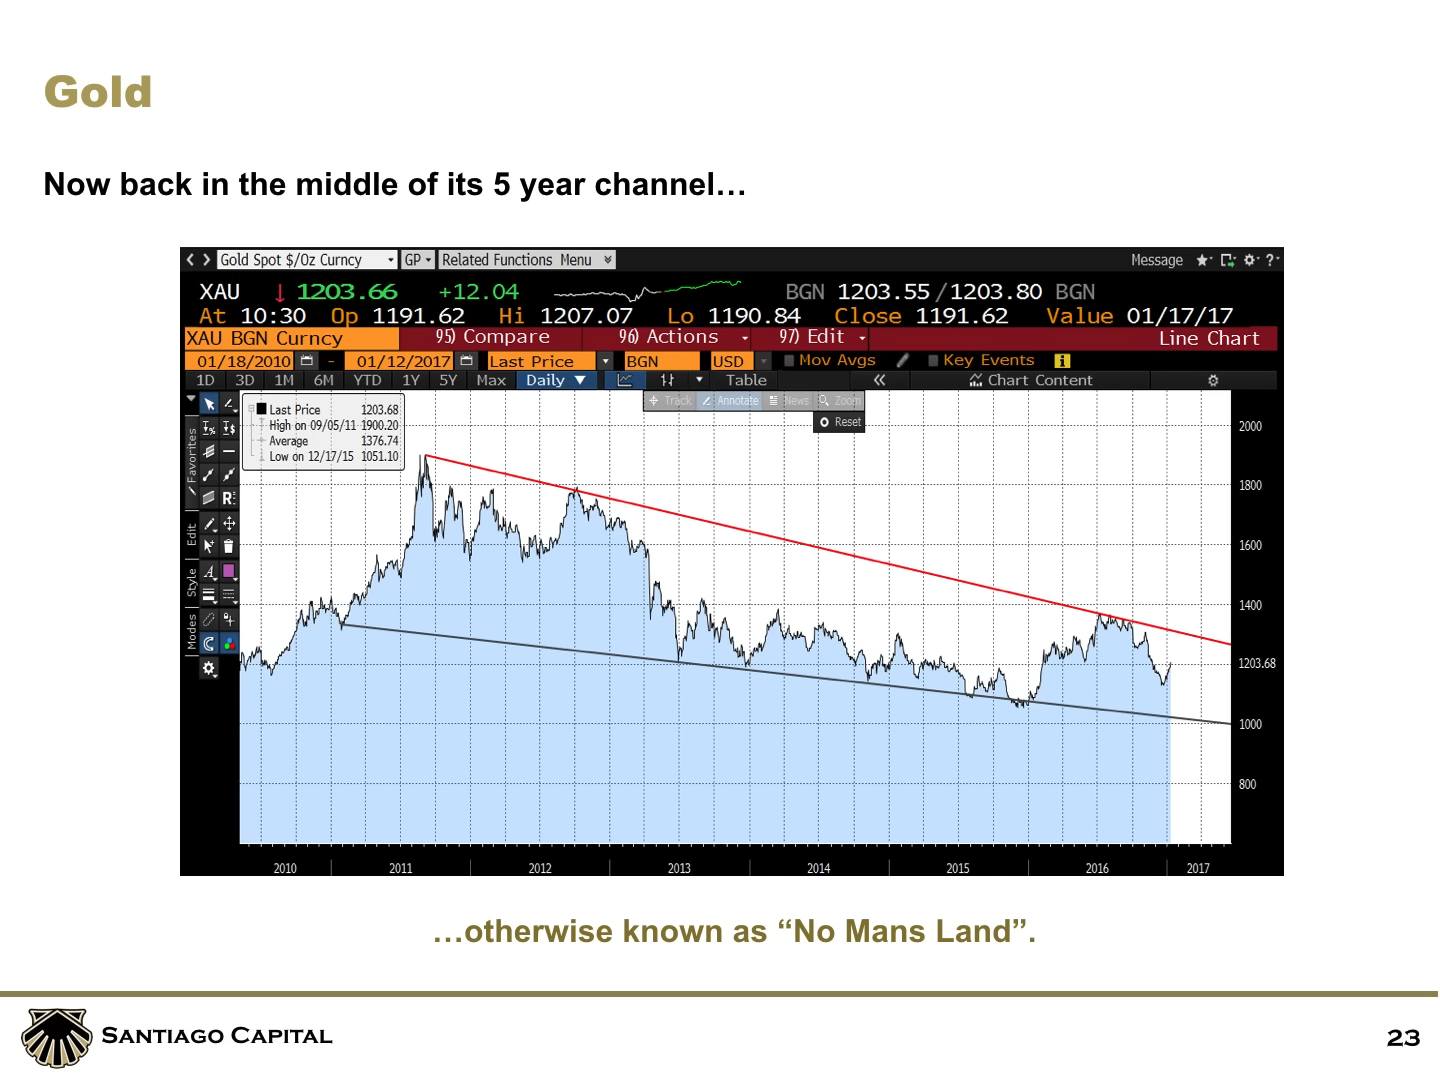 Gold
Now back in the middle of its 5 year channel…
Gold Spot $/Oz Curncy GP Related Functions Menu Message ?
XAU 1203.66 +12.04 BGN 1203.55/1203.80 BGN
At 10:30 Op 1191.62 Hi 1207.07 Lo 1190.84 Close 1191.62 Value 01/17/17
XAU BGN Curncy 95) Compare 96) Actions 97) Edit Line Chart
01/18/2010 - 01/12/2017 Last Price BGN USD Mov Avgs Key Events i
1D 3D 1M 6M YTD 1Y 5Y Max Daily Table Chart Content
Track Annotate News Zoom
Reset
Last Price 1203.68
High on 09/05/11 1900.20
Average 1376.74
Low on 12/17/15 1051.10
Favorites
Edit
Style
Modes
2000
1800
1600
1400
1203.68
1000
800
2010 2011 2012 2013 2014 2015 2016 2017
…otherwise known as “No Mans Land”.
Santiago Capital
23